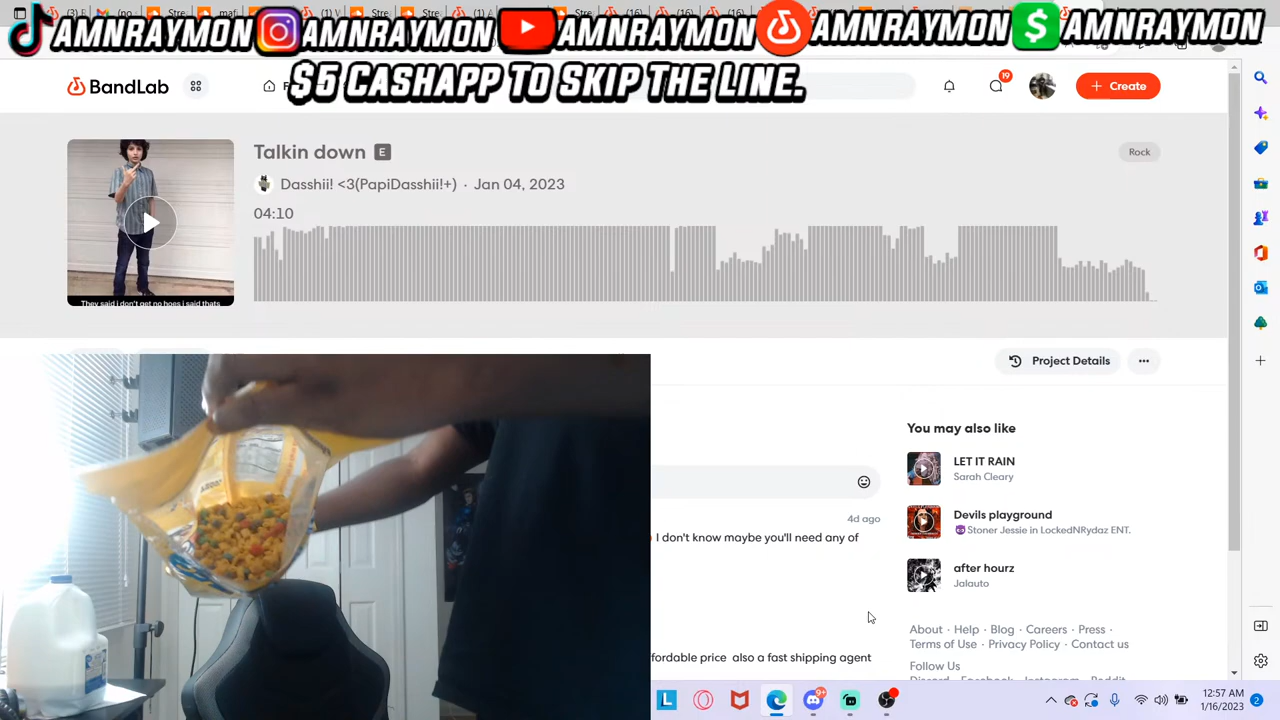 AMNRAYMON AMNRAYMON AMNRAYMON AMNRAYMON AMNRAYMON
$5 CASHAPP TO SKIP THE LINE.
BandLab
19
Create
Talkin down E
Rock
Dasshii! <3(PapiDasshii!+) · Jan 04, 2023
04:10
They said i don't get no hoes i said thats
Project Details
You may also like
LET IT RAIN
Sarah Cleary
Devils playground
Stoner Jessie in LockedNRydaz ENT.
after hourz
Jalauto
4d ago
I don't know maybe you'll need any of
ffordable price also a fast shipping agent
About · Help · Blog · Careers · Press ·
Terms of Use · Privacy Policy · Contact us
Follow Us
12:57 AM
1/16/2023
2